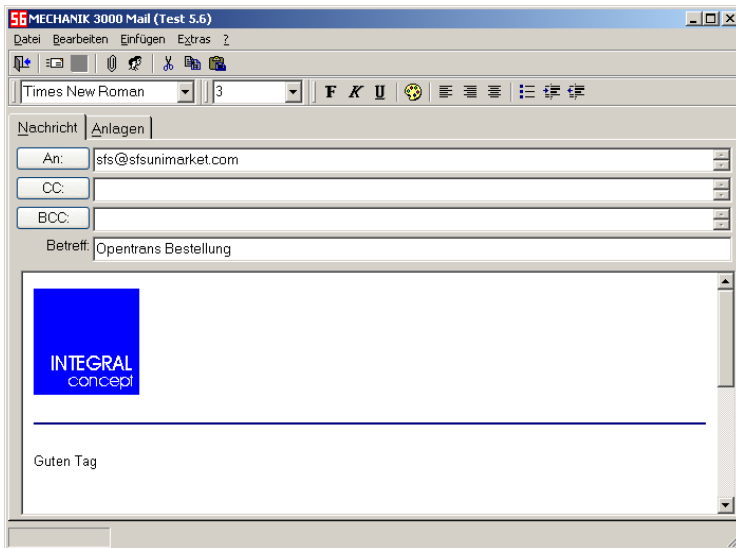 56 MECHANIK 3000 Mail (Test 5.6)
Datei Bearbeiten Einfügen Extras ?
Times New Roman 3 F K U
Nachricht Anlagen
An: sfs@sfsunimarket.com
CC:
BCC:
Betreff: Opentrans Bestellung
INTEGRAL
concept
Guten Tag